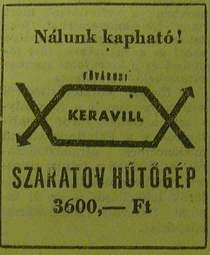 Nálunk kapható!
FŐVÁROSI
KERAVILL
SZARATOV HŰTŐGÉP
3600,— Ft